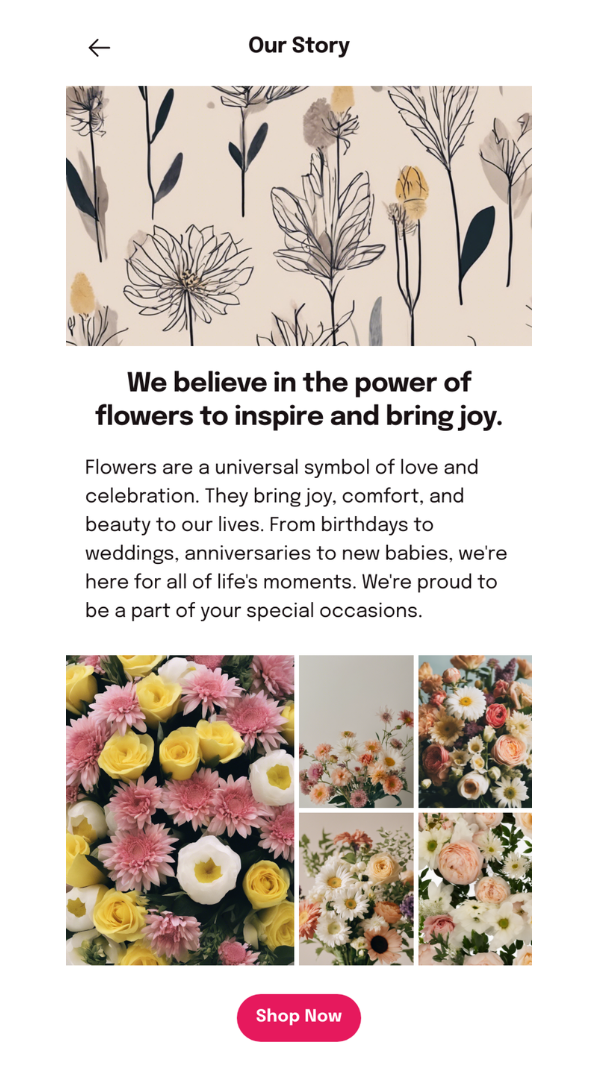 Our Story
We believe in the power of
flowers to inspire and bring joy.
Flowers are a universal symbol of love and
celebration. They bring joy, comfort, and
beauty to our lives. From birthdays to
weddings, anniversaries to new babies, we're
here for all of life's moments. We're proud to
be a part of your special occasions.
Shop Now